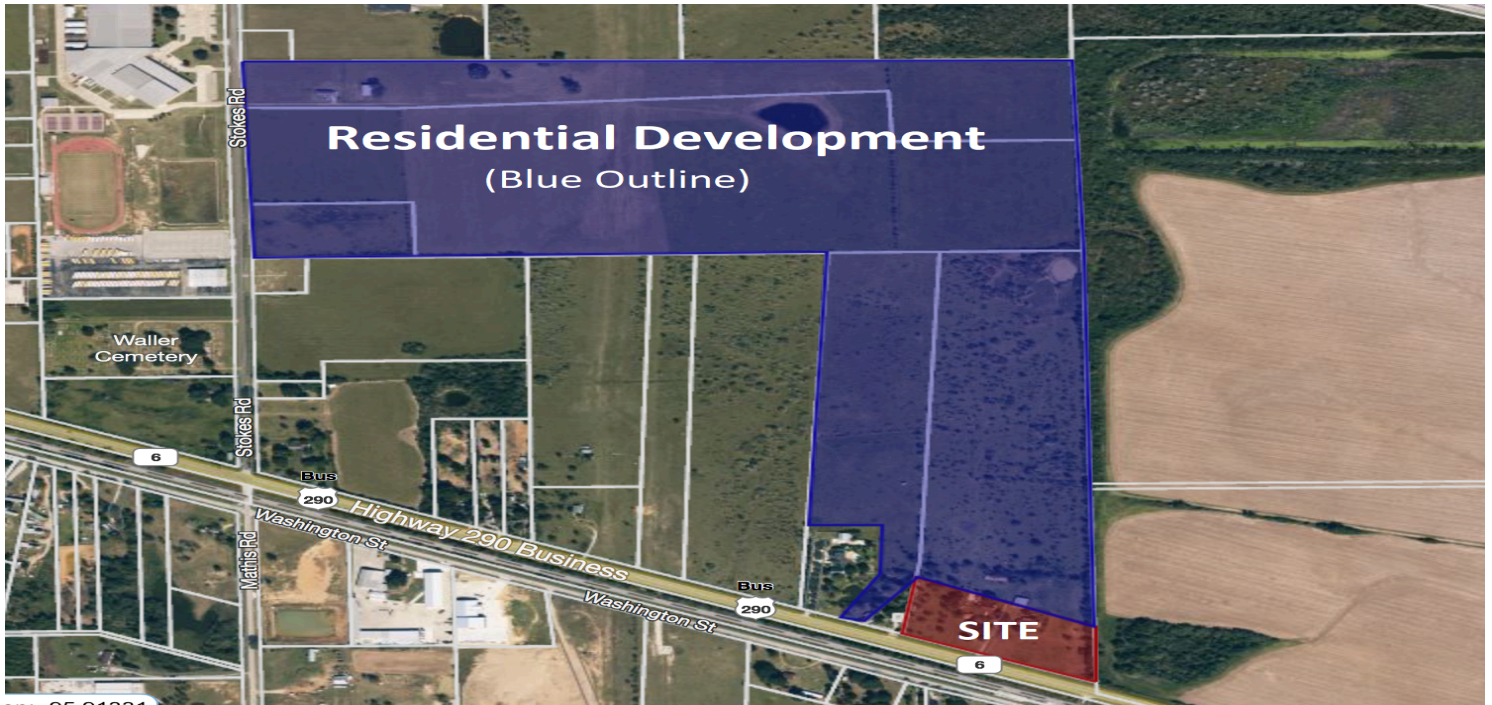 Stokes Rd
Residential Development
(Blue Outline)
Waller
Cemetery
Stokes Rd
6
Bus
290
Highway 290 Business
Washington St
Mathis Rd
Bus
290
Washington St
SITE
6